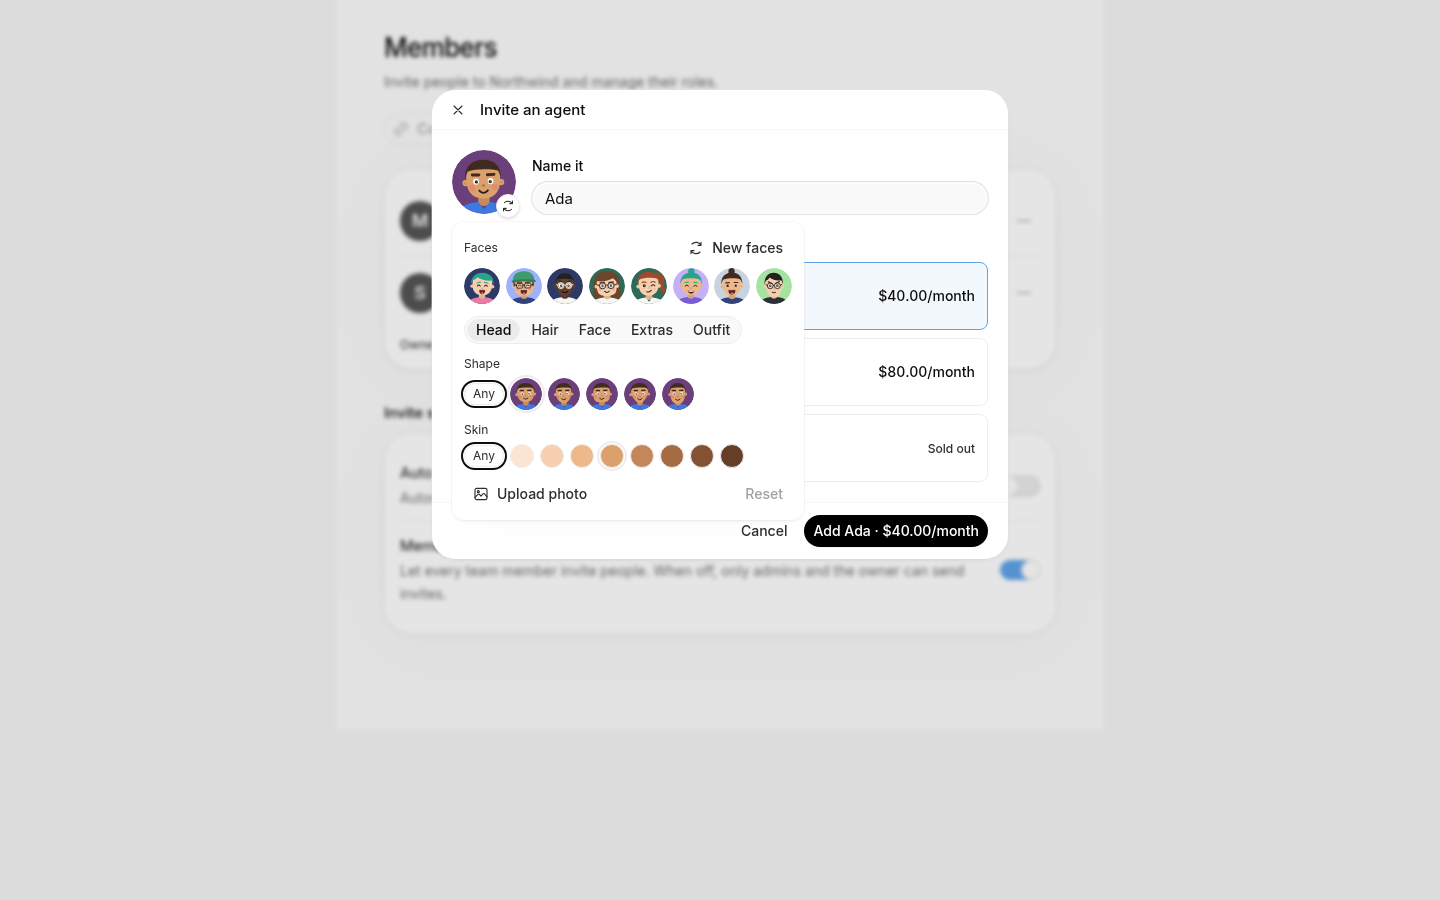 Members
Invite people to Northwind and manage their roles.
Invite an agent
Name it
Ada
Faces
New faces
$40.00/month
Head
Hair
Face
Extras
Outfit
Shape
$80.00/month
Any
Skin
Any
Sold out
Upload photo
Reset
Cancel
Add Ada · $40.00/month
M
S
Invite
Let every team member invite people. When off, only admins and the owner can send
invites.